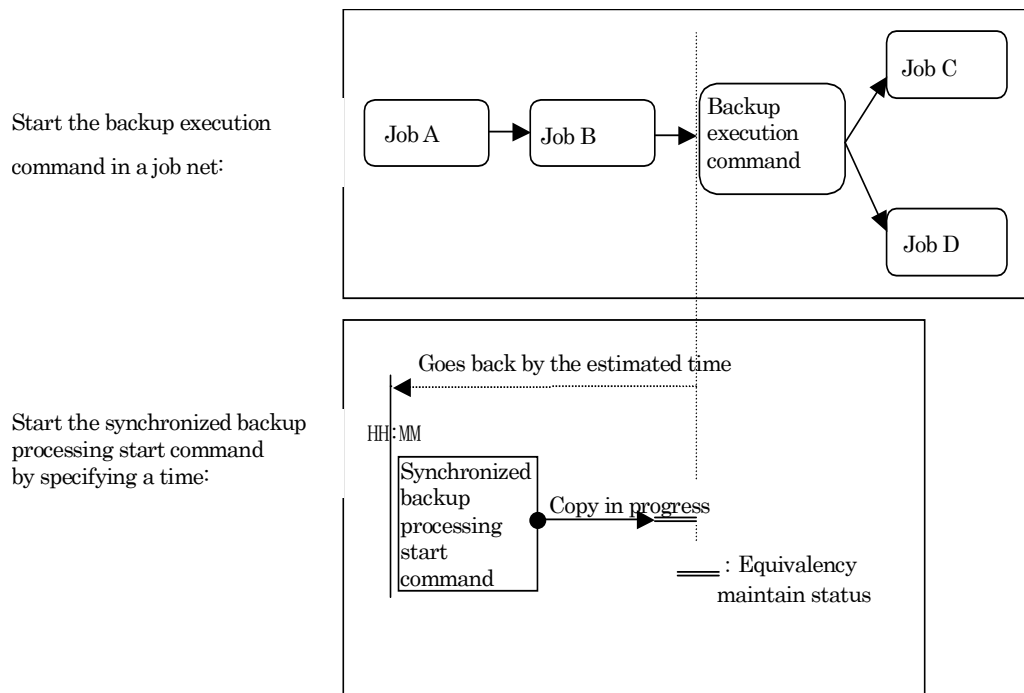 Start the backup execution
command in a job net:
Job A
Job B
Backup
execution
command
Job C
Job D
Start the synchronized backup
processing start command
by specifying a time:
Goes back by the estimated time
HH:MM
Synchronized
backup
processing
start
command
Copy in progress
: Equivalency
maintain status